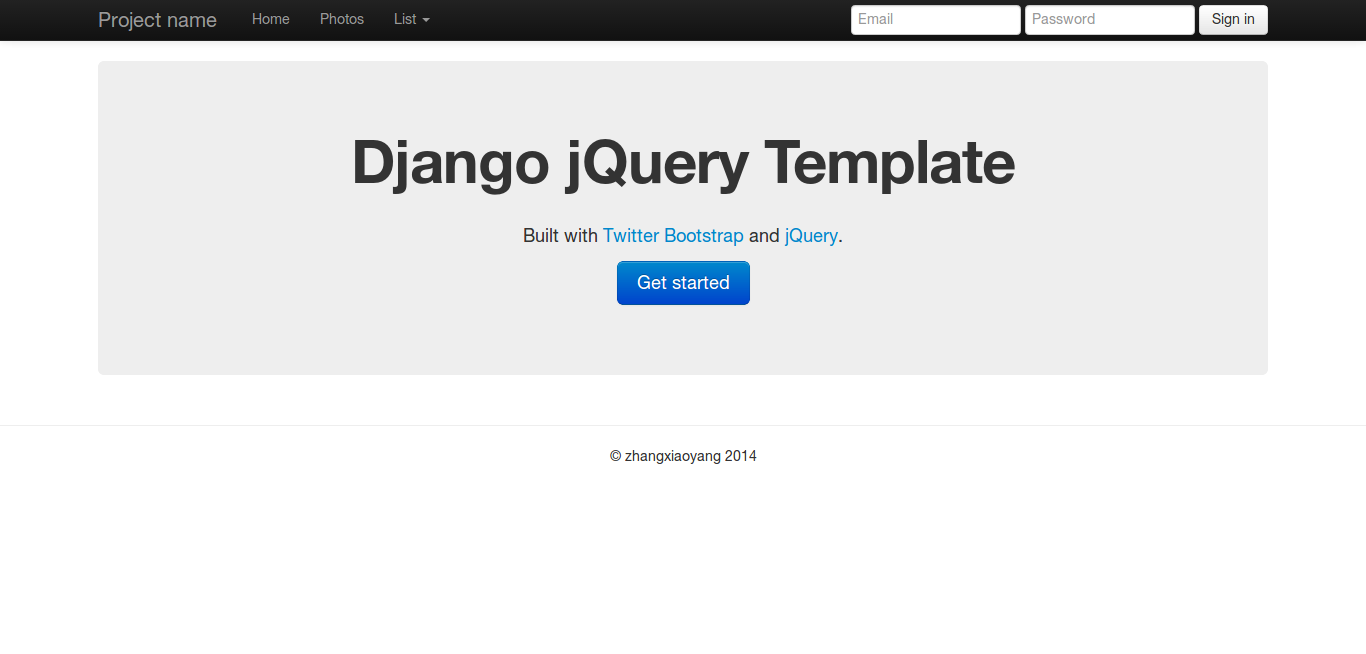 Project name Home Photos List Email Password Sign in
Django jQuery Template
Built with Twitter Bootstrap and jQuery.
Get started
© zhangxiaoyang 2014